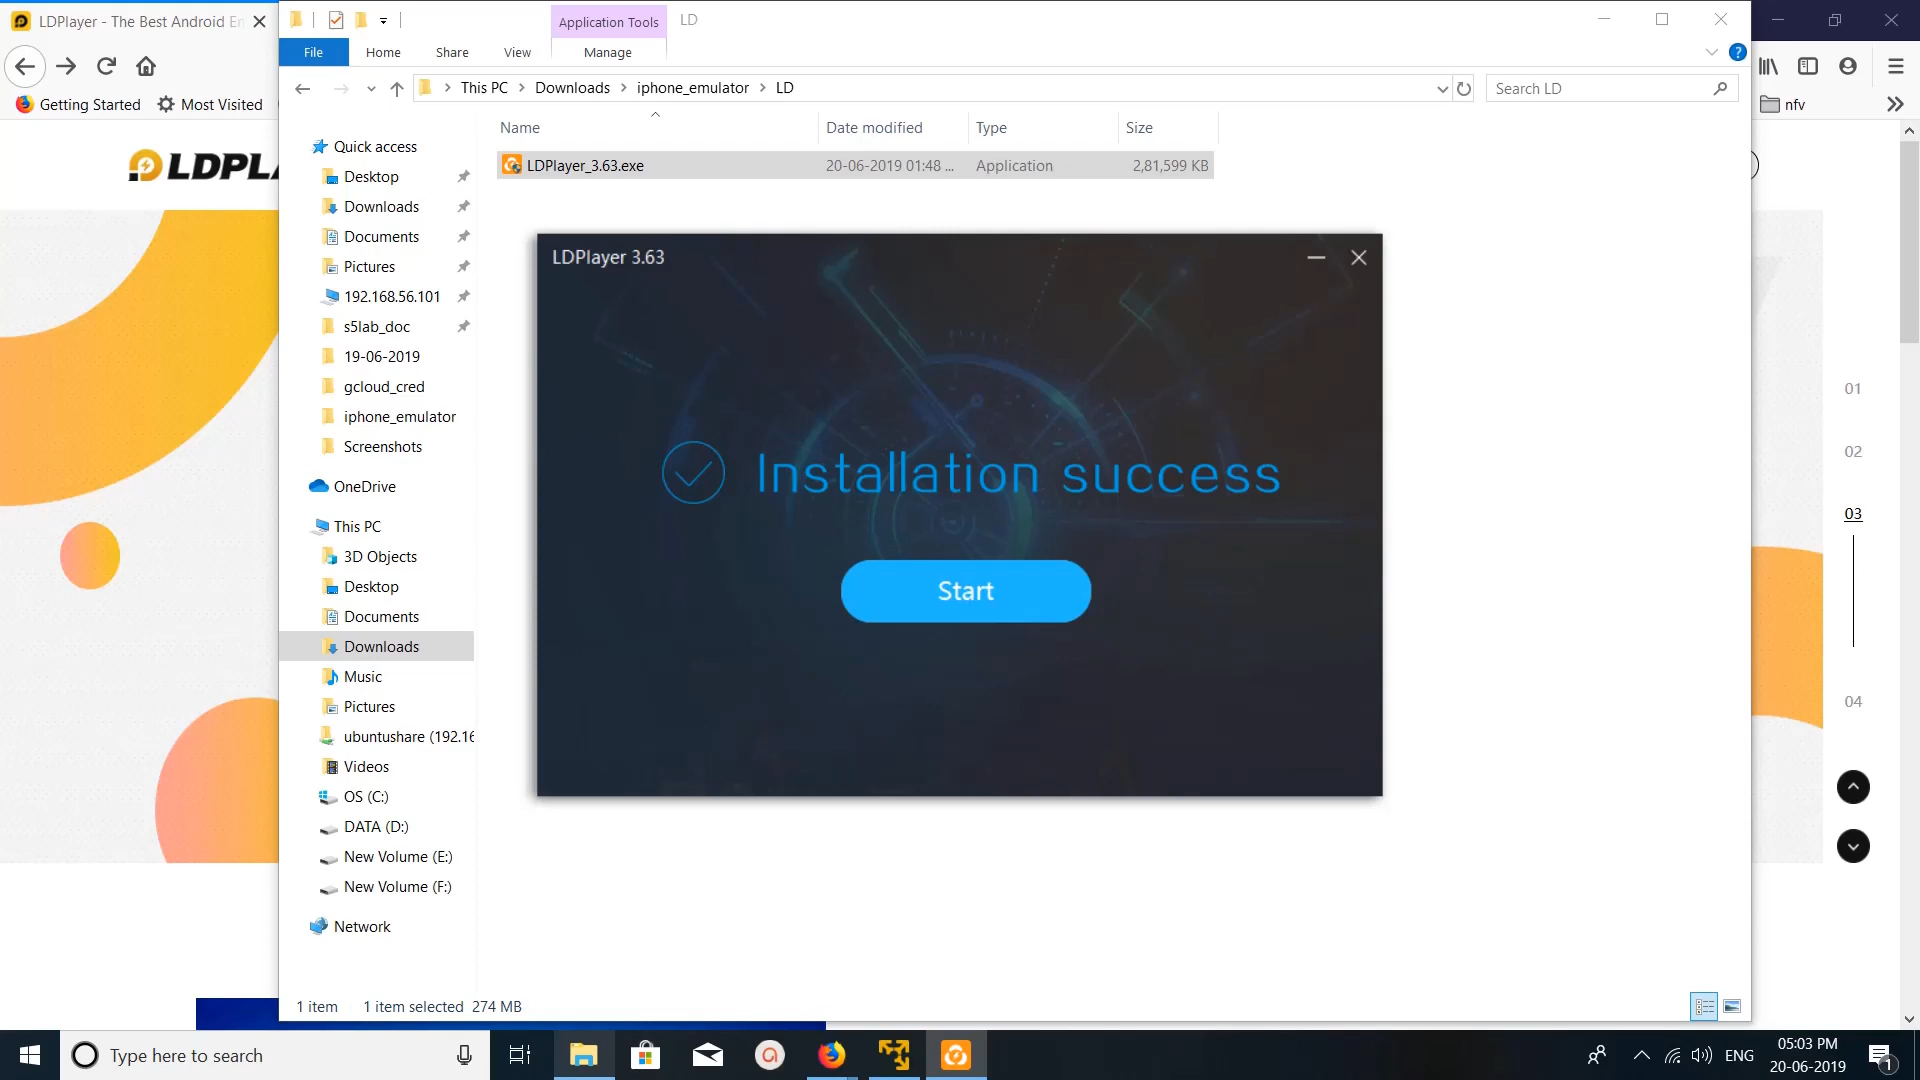 LDPlayer - The Best Android En
Application Tools
LD
File
Home
Share
View
Manage
This PC
Downloads
iphone_emulator
LD
Search LD
Getting Started
Most Visited
nfv
LDPL
Name
Date modified
Type
Size
LDPlayer_3.63.exe
20-06-2019 01:48 ...
Application
2,81,599 KB
Quick access
Desktop
Downloads
Documents
Pictures
192.168.56.101
s5lab_doc
19-06-2019
gcloud_cred
iphone_emulator
Screenshots
OneDrive
This PC
3D Objects
Desktop
Documents
Downloads
Music
Pictures
ubuntushare (192.16
Videos
OS (C:)
DATA (D:)
New Volume (E:)
New Volume (F:)
Network
LDPlayer 3.63
Installation success
Start
01
02
03
04
1 item
1 item selected 274 MB
Type here to search
ENG
05:03 PM
20-06-2019
1